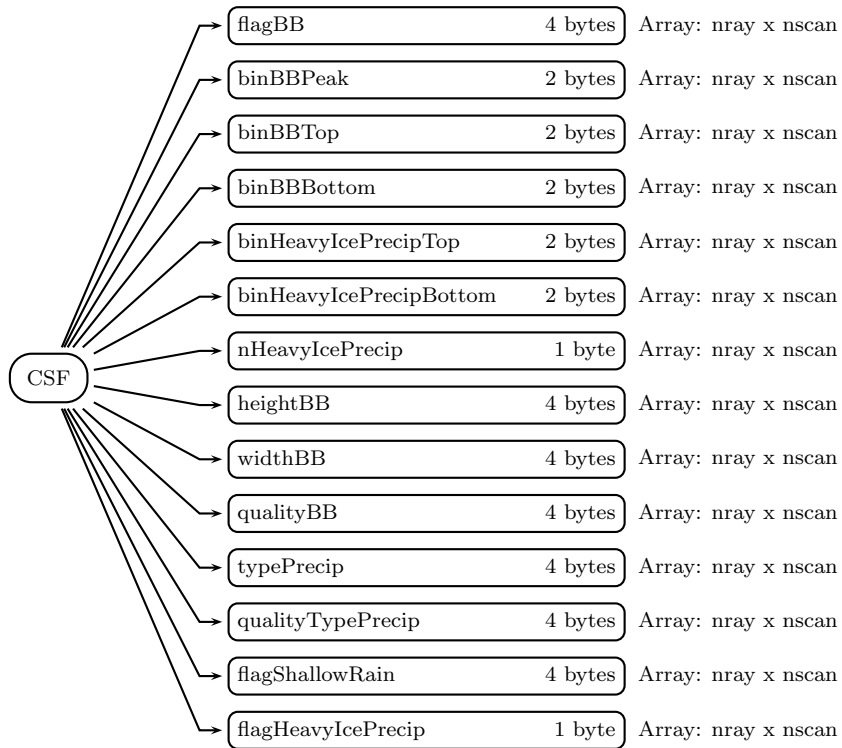 flagBB 4 bytes Array: nray x nscan
binBBPeak 2 bytes Array: nray x nscan
binBBTop 2 bytes Array: nray x nscan
binBBBottom 2 bytes Array: nray x nscan
binHeavyIcePrecipTop 2 bytes Array: nray x nscan
binHeavyIcePrecipBottom 2 bytes Array: nray x nscan
nHeavyIcePrecip 1 byte Array: nray x nscan
CSF
heightBB 4 bytes Array: nray x nscan
widthBB 4 bytes Array: nray x nscan
qualityBB 4 bytes Array: nray x nscan
typePrecip 4 bytes Array: nray x nscan
qualityTypePrecip 4 bytes Array: nray x nscan
flagShallowRain 4 bytes Array: nray x nscan
flagHeavyIcePrecip 1 byte Array: nray x nscan